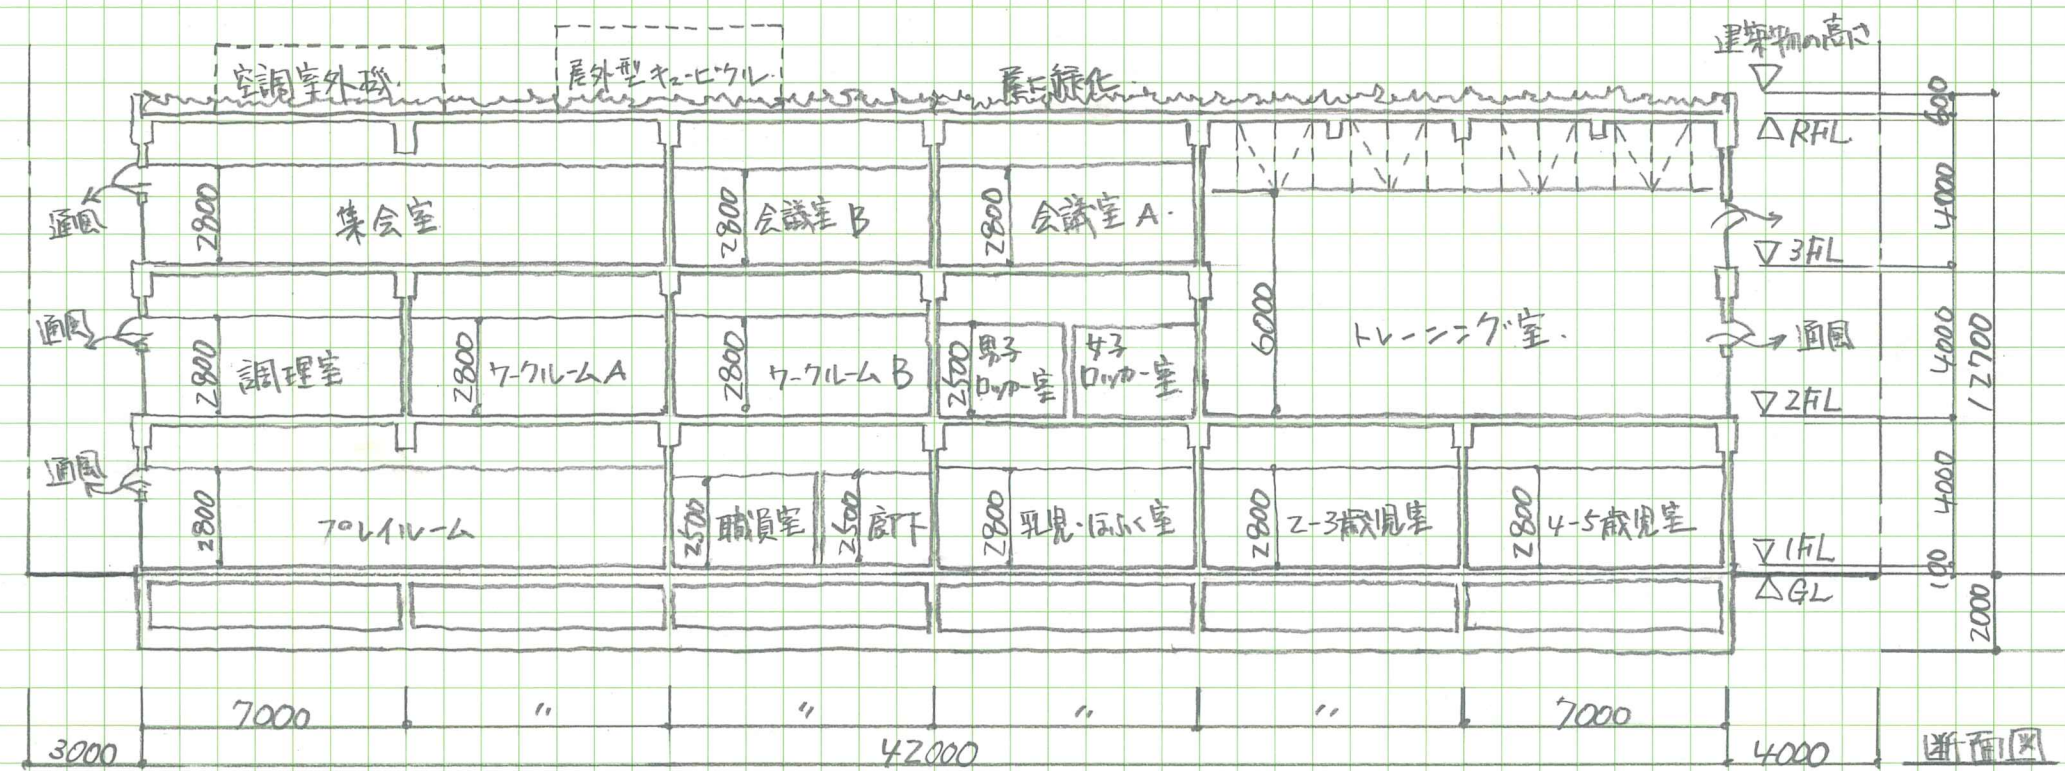 建築物の高さ
空調室外機
屋外型キュービクル
屋上緑化
600
RFL
通風
2800
集会室
2800
会議室 B
2800
会議室 A
4000
3FL
通風
2800
調理室
2800
ワークルーム A
2800
ワークルーム B
2500
男子
ロッカー室
女子
ロッカー室
6000
トレーニング室
通風
4000
12700
2FL
通風
2800
プレイルーム
2500
職員室
2500
廊下
2800
乳児・ほふく室
2800
2-3歳児室
2800
4-5歳児室
4000
1FL
100
GL
2000
7000
〃
〃
〃
〃
7000
3000
42000
4000
断面図